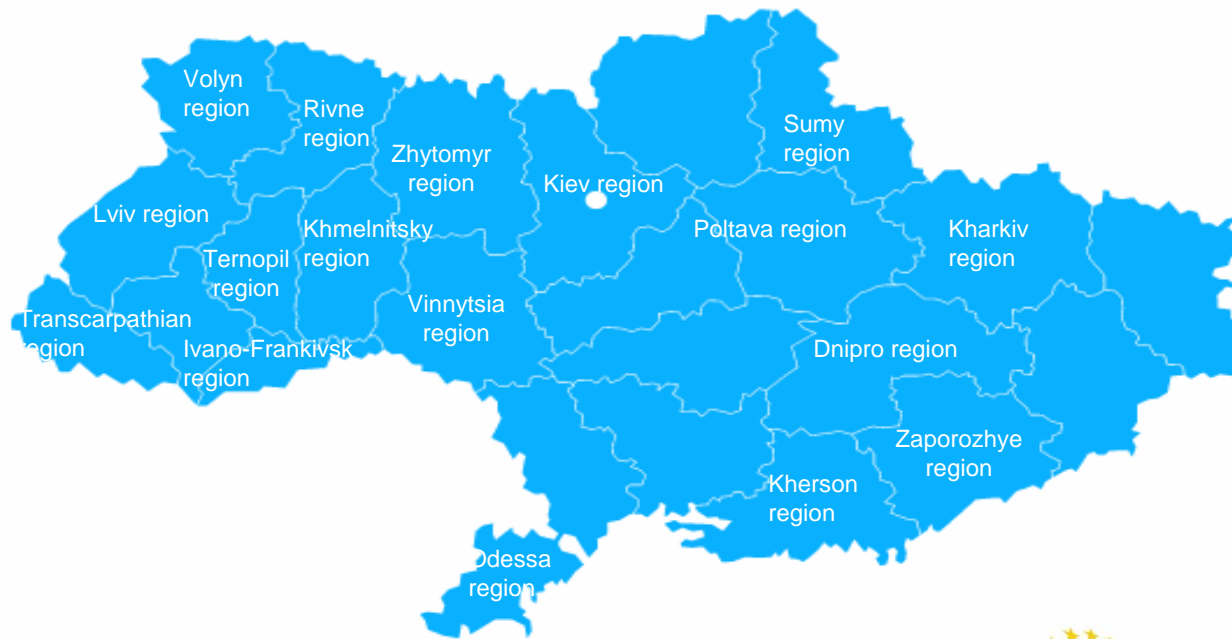 Volyn
region
Rivne
region
Sumy
region
Zhytomyr
region
Kiev region
Lviv region
Khmelnitsky
region
Poltava region
Kharkiv
region
Ternopil
region
Vinnytsia
region
Transcarpathian
region
Ivano-Frankivsk
region
Dnipro region
Zaporozhye
region
Kherson
region
Odessa
region